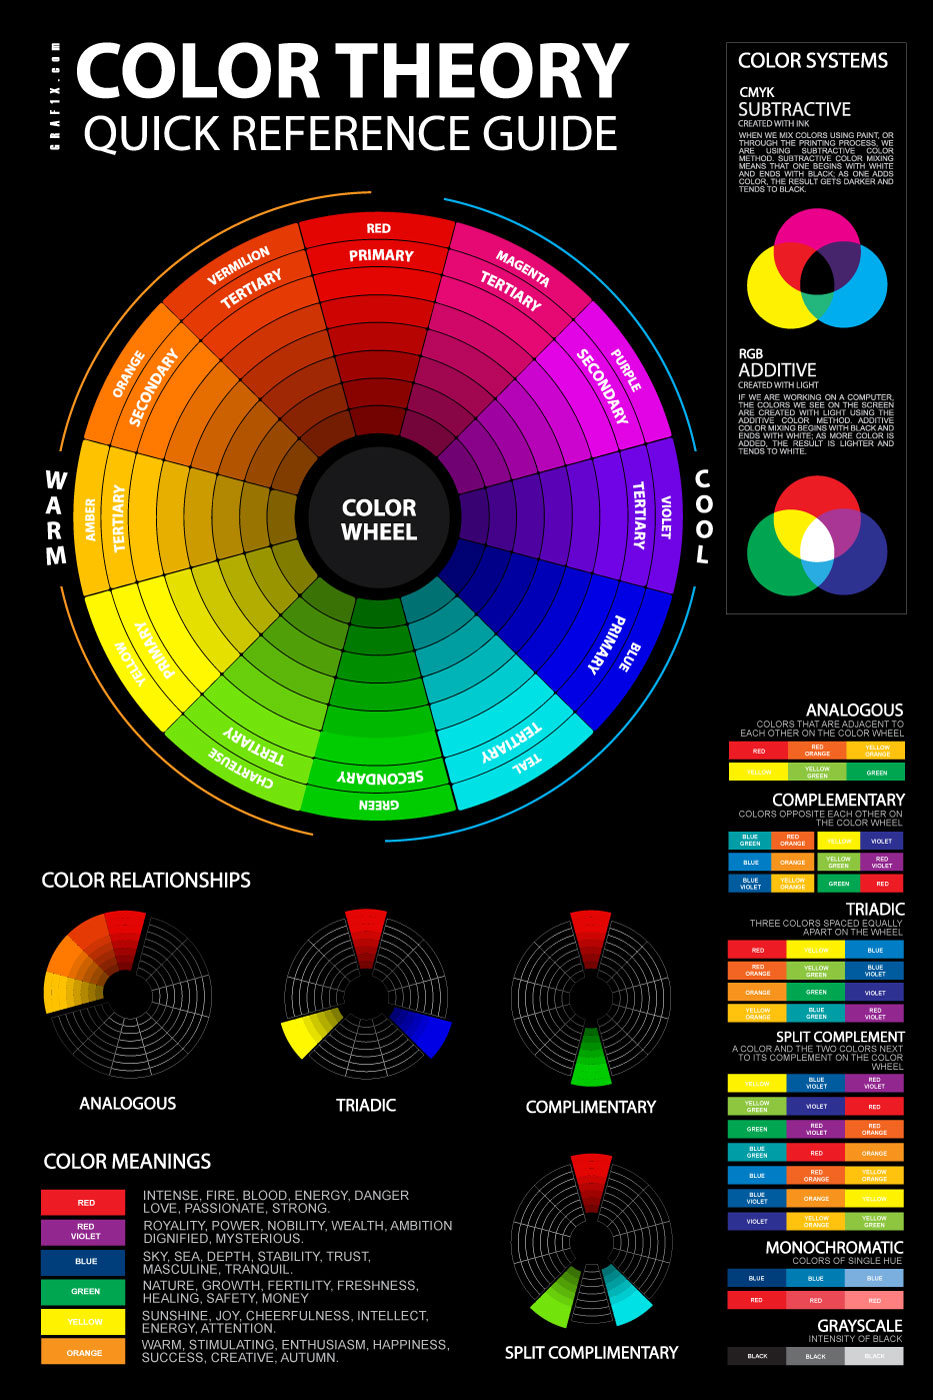 GRAF1X.com
COLOR THEORY
QUICK REFERENCE GUIDE
COLOR SYSTEMS
CMYK
SUBTRACTIVE
CREATED WITH INK
WHEN WE MIX COLORS USING PAINT, OR
THROUGH THE PRINTING PROCESS, WE
ARE USING SUBTRACTIVE COLOR
METHOD. SUBTRACTIVE COLOR MIXING
MEANS THAT ONE BEGINS WITH WHITE
AND ENDS WITH BLACK; AS ONE ADDS
COLOR, THE RESULT GETS DARKER AND
TENDS TO BLACK.
RGB
ADDITIVE
CREATED WITH LIGHT
IF WE ARE WORKING ON A COMPUTER,
THE COLORS WE SEE ON THE SCREEN
ARE CREATED WITH LIGHT USING THE
ADDITIVE COLOR METHOD. ADDITIVE
COLOR MIXING BEGINS WITH BLACK AND
ENDS WITH WHITE; AS MORE COLOR IS
ADDED, THE RESULT IS LIGHTER AND
TENDS TO WHITE.
RED
PRIMARY
MAGENTA
TERTIARY
PURPLE
SECONDARY
VIOLET
TERTIARY
BLUE
PRIMARY
TEAL
TERTIARY
GREEN
SECONDARY
CHARTEUSE
TERTIARY
YELLOW
PRIMARY
AMBER
TERTIARY
ORANGE
SECONDARY
VERMILION
TERTIARY
COLOR
WHEEL
WARM
COOL
ANALOGOUS
COLORS THAT ARE ADJACENT TO
EACH OTHER ON THE COLOR WHEEL
RED RED ORANGE YELLOW ORANGE
YELLOW YELLOW GREEN GREEN
COMPLEMENTARY
COLORS OPPOSITE EACH OTHER ON
THE COLOR WHEEL
BLUE GREEN RED ORANGE YELLOW VIOLET
BLUE ORANGE YELLOW GREEN RED VIOLET
BLUE VIOLET YELLOW ORANGE GREEN RED
TRIADIC
THREE COLORS SPACED EQUALLY
APART ON THE WHEEL
RED YELLOW BLUE
RED ORANGE YELLOW GREEN BLUE VIOLET
ORANGE GREEN VIOLET
YELLOW ORANGE BLUE GREEN RED VIOLET
SPLIT COMPLEMENT
A COLOR AND THE TWO COLORS NEXT
TO ITS COMPLEMENT ON THE COLOR
WHEEL
YELLOW BLUE VIOLET RED VIOLET
YELLOW GREEN VIOLET RED
GREEN RED VIOLET RED ORANGE
BLUE GREEN RED ORANGE
BLUE RED ORANGE YELLOW ORANGE
BLUE VIOLET ORANGE YELLOW
VIOLET YELLOW ORANGE YELLOW GREEN
MONOCHROMATIC
COLORS OF SINGLE HUE
BLUE BLUE BLUE
RED RED RED
GRAYSCALE
INTENSITY OF BLACK
BLACK BLACK BLACK
COLOR RELATIONSHIPS
ANALOGOUS
TRIADIC
COMPLIMENTARY
SPLIT COMPLIMENTARY
COLOR MEANINGS
RED
INTENSE, FIRE, BLOOD, ENERGY, DANGER
LOVE, PASSIONATE, STRONG.
RED VIOLET
ROYALITY, POWER, NOBILITY, WEALTH, AMBITION
DIGNIFIED, MYSTERIOUS.
BLUE
SKY, SEA, DEPTH, STABILITY, TRUST,
MASCULINE, TRANQUIL.
GREEN
NATURE, GROWTH, FERTILITY, FRESHNESS,
HEALING, SAFETY, MONEY
YELLOW
SUNSHINE, JOY, CHEERFULNESS, INTELLECT,
ENERGY, ATTENTION.
ORANGE
WARM, STIMULATING, ENTHUSIASM, HAPPINESS,
SUCCESS, CREATIVE, AUTUMN.